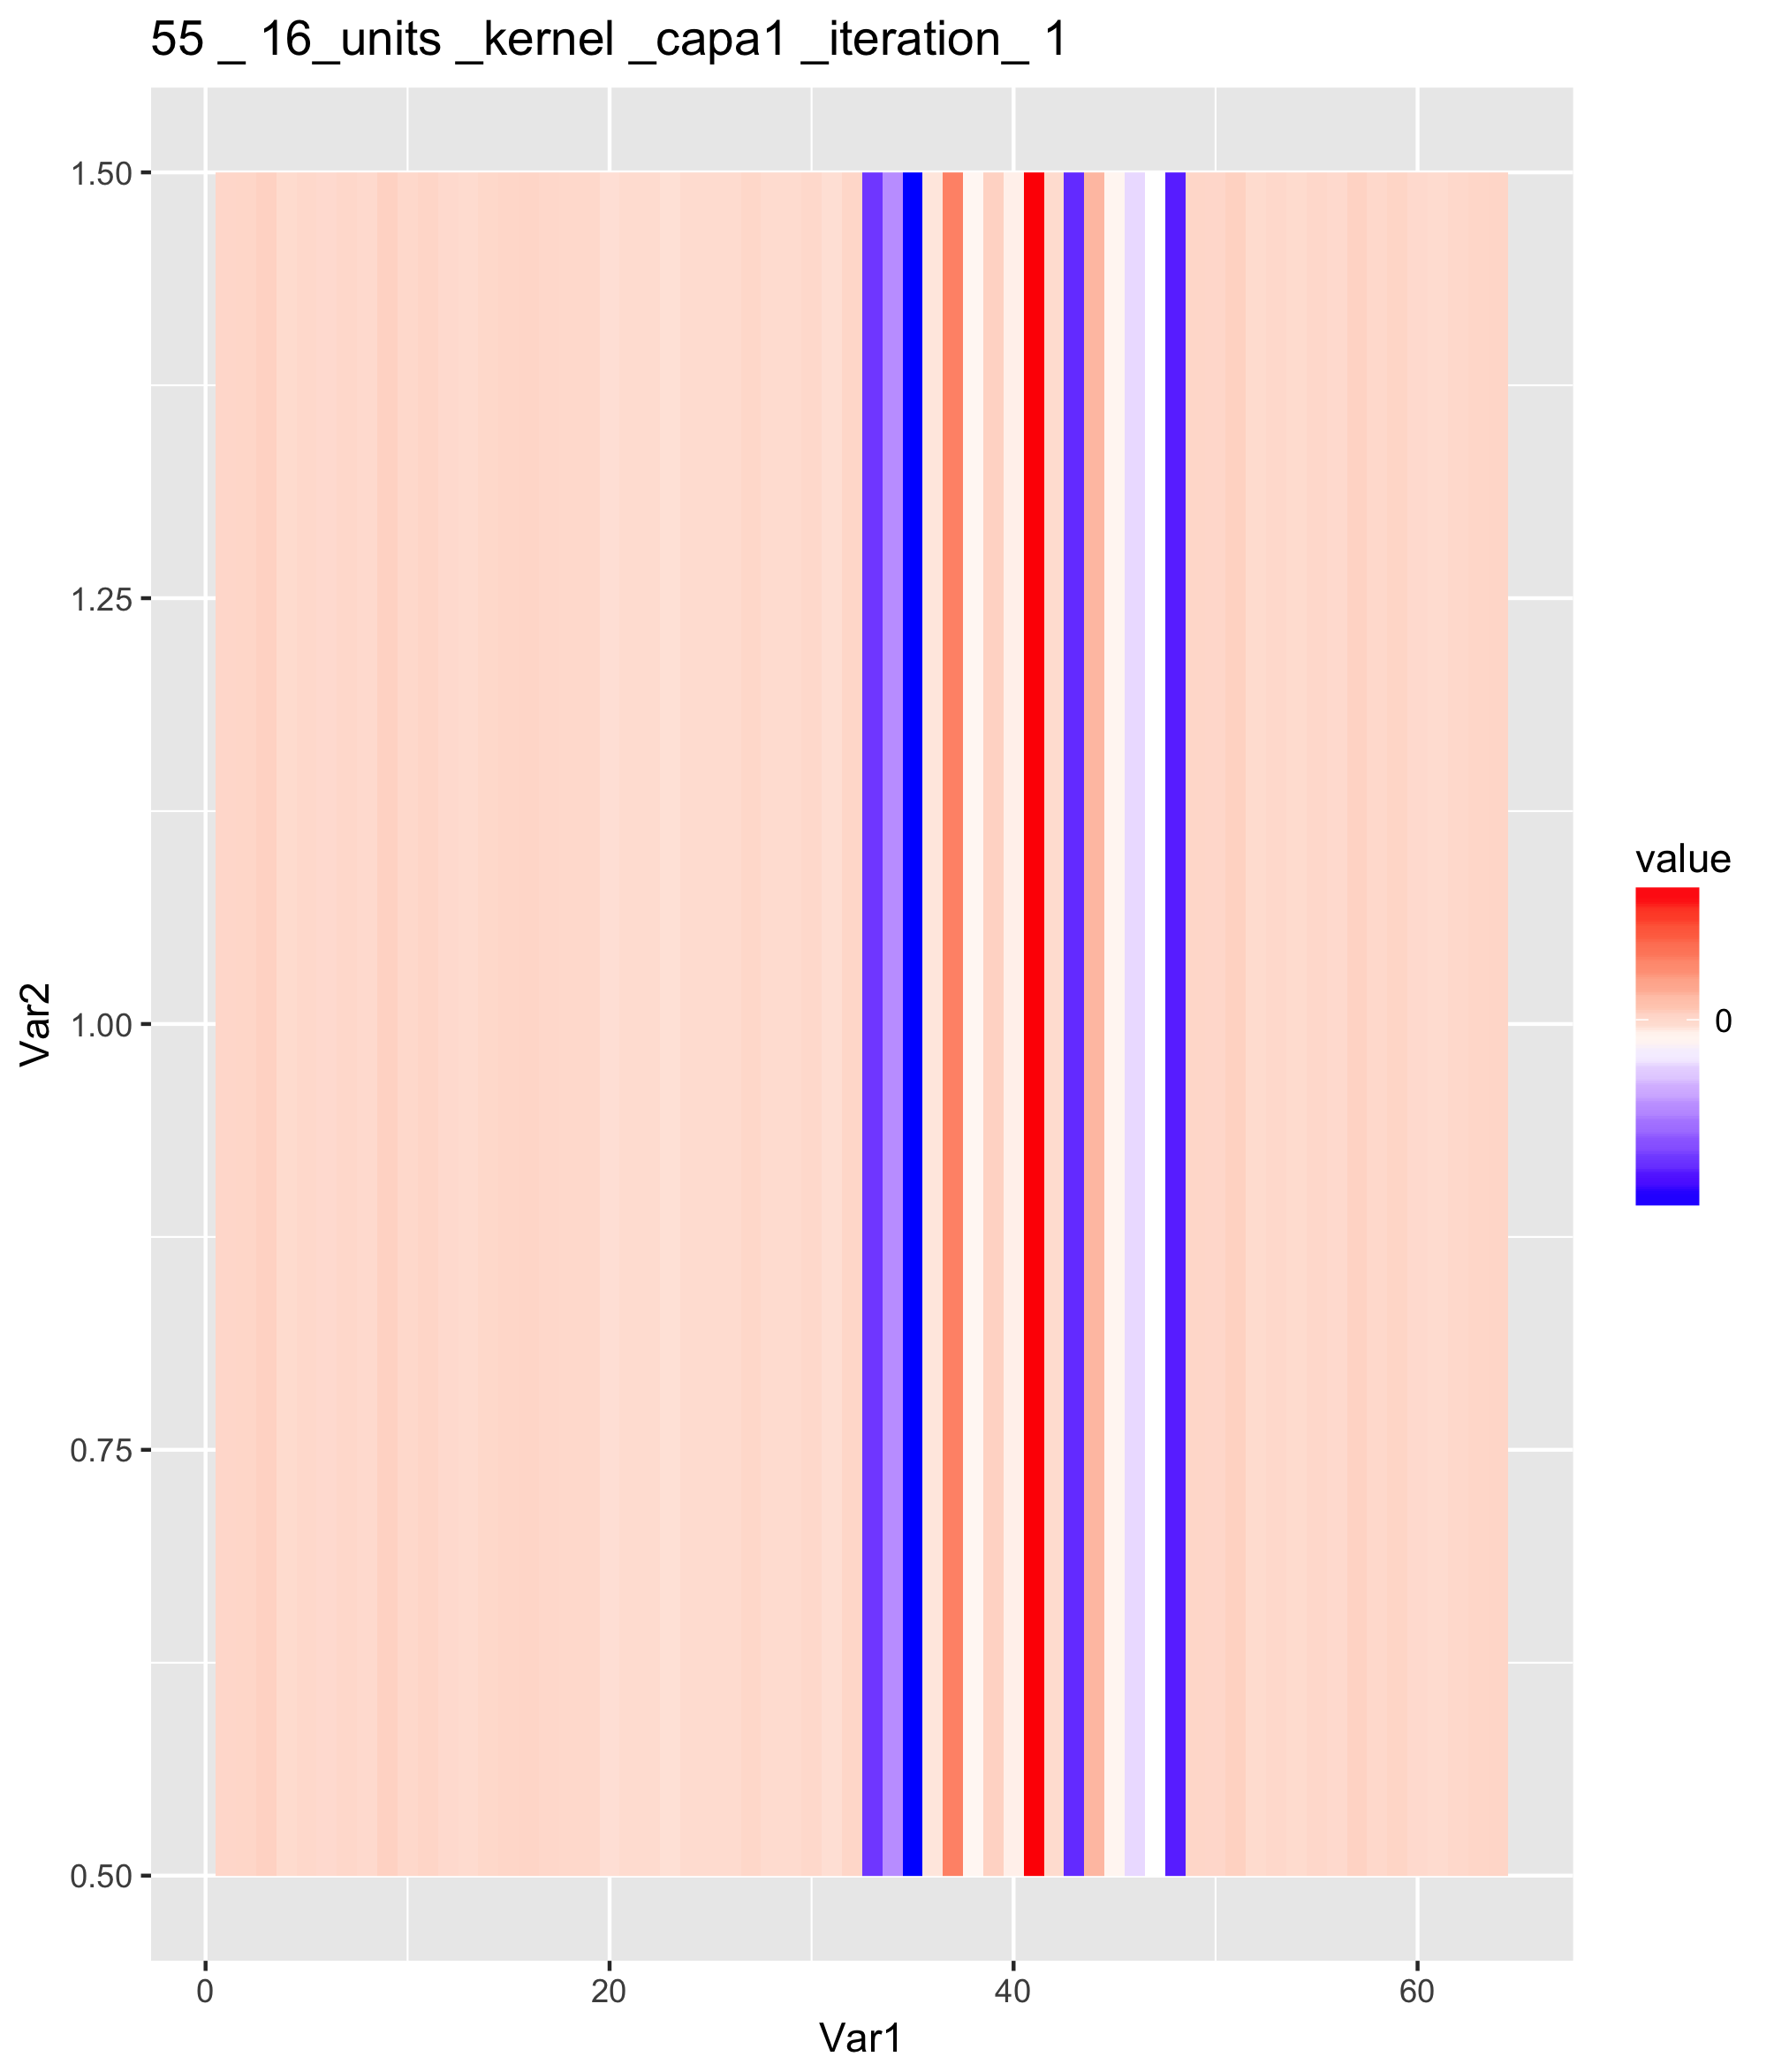 55 _ 16_units _kernel _capa1 _iteration_ 1
1.50
1.25
1.00
0.75
0.50
Var2
0 20 40 60
Var1
value
0